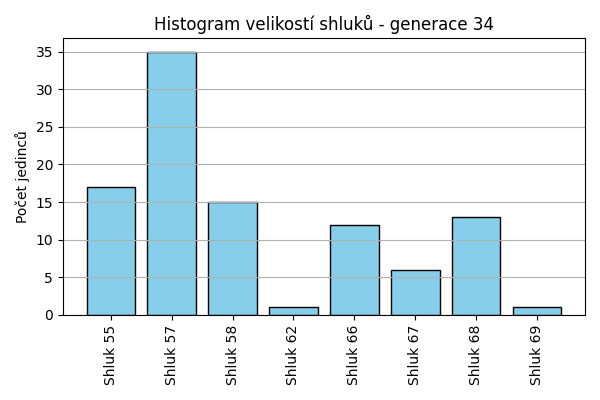 Histogram velikostí shluků - generace 34
Počet jedinců
35
30
25
20
15
10
5
0
Shluk 55
Shluk 57
Shluk 58
Shluk 62
Shluk 66
Shluk 67
Shluk 68
Shluk 69